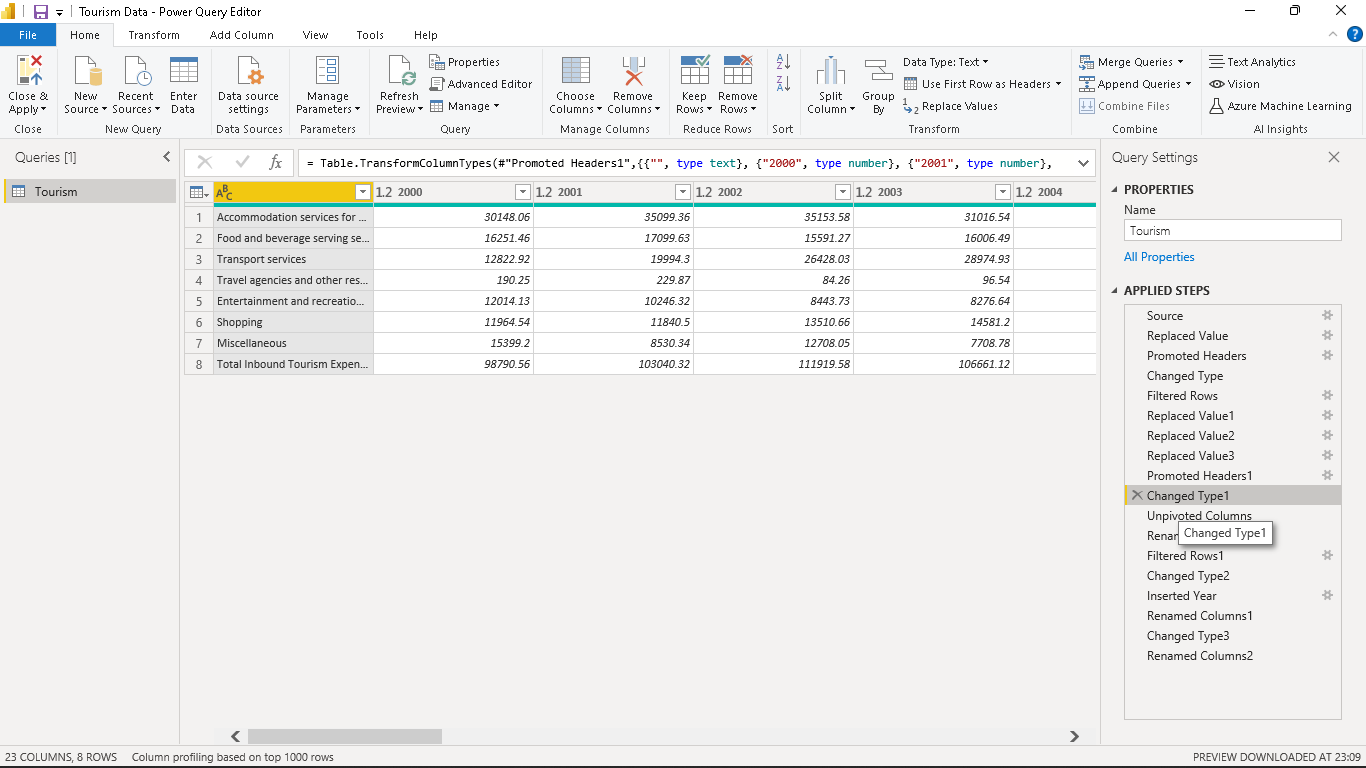 Tourism Data - Power Query Editor
File Home Transform Add Column View Tools Help
Close & Apply
New Source
Recent Sources
Enter Data
Data source settings
Manage Parameters
Refresh Preview
Properties
Advanced Editor
Manage
Choose Columns
Remove Columns
Keep Rows
Remove Rows
Split Column
Group By
Data Type: Text
Use First Row as Headers
Replace Values
Merge Queries
Append Queries
Combine Files
Text Analytics
Vision
Azure Machine Learning
Close New Query Data Sources Parameters Query Manage Columns Reduce Rows Sort Transform Combine AI Insights
Queries [1]
Tourism
fx = Table.TransformColumnTypes(#"Promoted Headers1",{{"", type text}, {"2000", type number}, {"2001", type number},
ABC 1.2 2000 1.2 2001 1.2 2002 1.2 2003 1.2 2004
1 Accommodation services for ... 30148.06 35099.36 35153.58 31016.54
2 Food and beverage serving se... 16251.46 17099.63 15591.27 16006.49
3 Transport services 12822.92 19994.3 26428.03 28974.93
4 Travel agencies and other res... 190.25 229.87 84.26 96.54
5 Entertainment and recreatio... 12014.13 10246.32 8443.73 8276.64
6 Shopping 11964.54 11840.5 13510.66 14581.2
7 Miscellaneous 15399.2 8530.34 12708.05 7708.78
8 Total Inbound Tourism Expen... 98790.56 103040.32 111919.58 106661.12
Query Settings
PROPERTIES
Name
Tourism
All Properties
APPLIED STEPS
Source
Replaced Value
Promoted Headers
Changed Type
Filtered Rows
Replaced Value1
Replaced Value2
Replaced Value3
Promoted Headers1
Changed Type1
Unpivoted Columns
Renar
Changed Type1
Filtered Rows1
Changed Type2
Inserted Year
Renamed Columns1
Changed Type3
Renamed Columns2
23 COLUMNS, 8 ROWS Column profiling based on top 1000 rows
PREVIEW DOWNLOADED AT 23:09